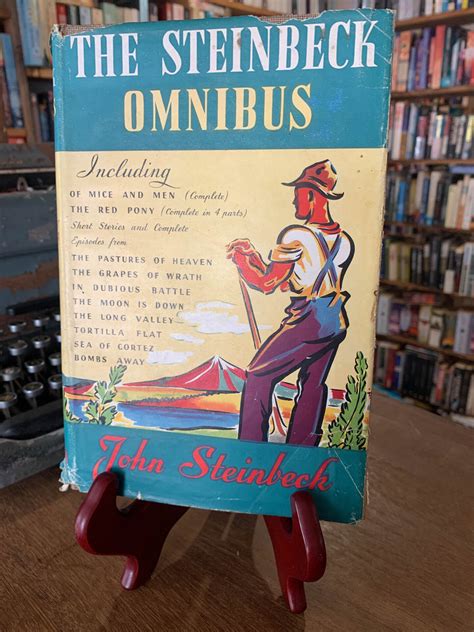 THE STEINBECK
OMNIBUS
Including
OF MICE AND MEN (Complete)
THE RED PONY (Complete in 4 parts)
Short Stories and Complete
Episodes from
THE PASTURES OF HEAVEN
THE GRAPES OF WRATH
IN DUBIOUS BATTLE
THE MOON IS DOWN
THE LONG VALLEY
TORTILLA FLAT
SEA OF CORTEZ
BOMBS AWAY
John Steinbeck